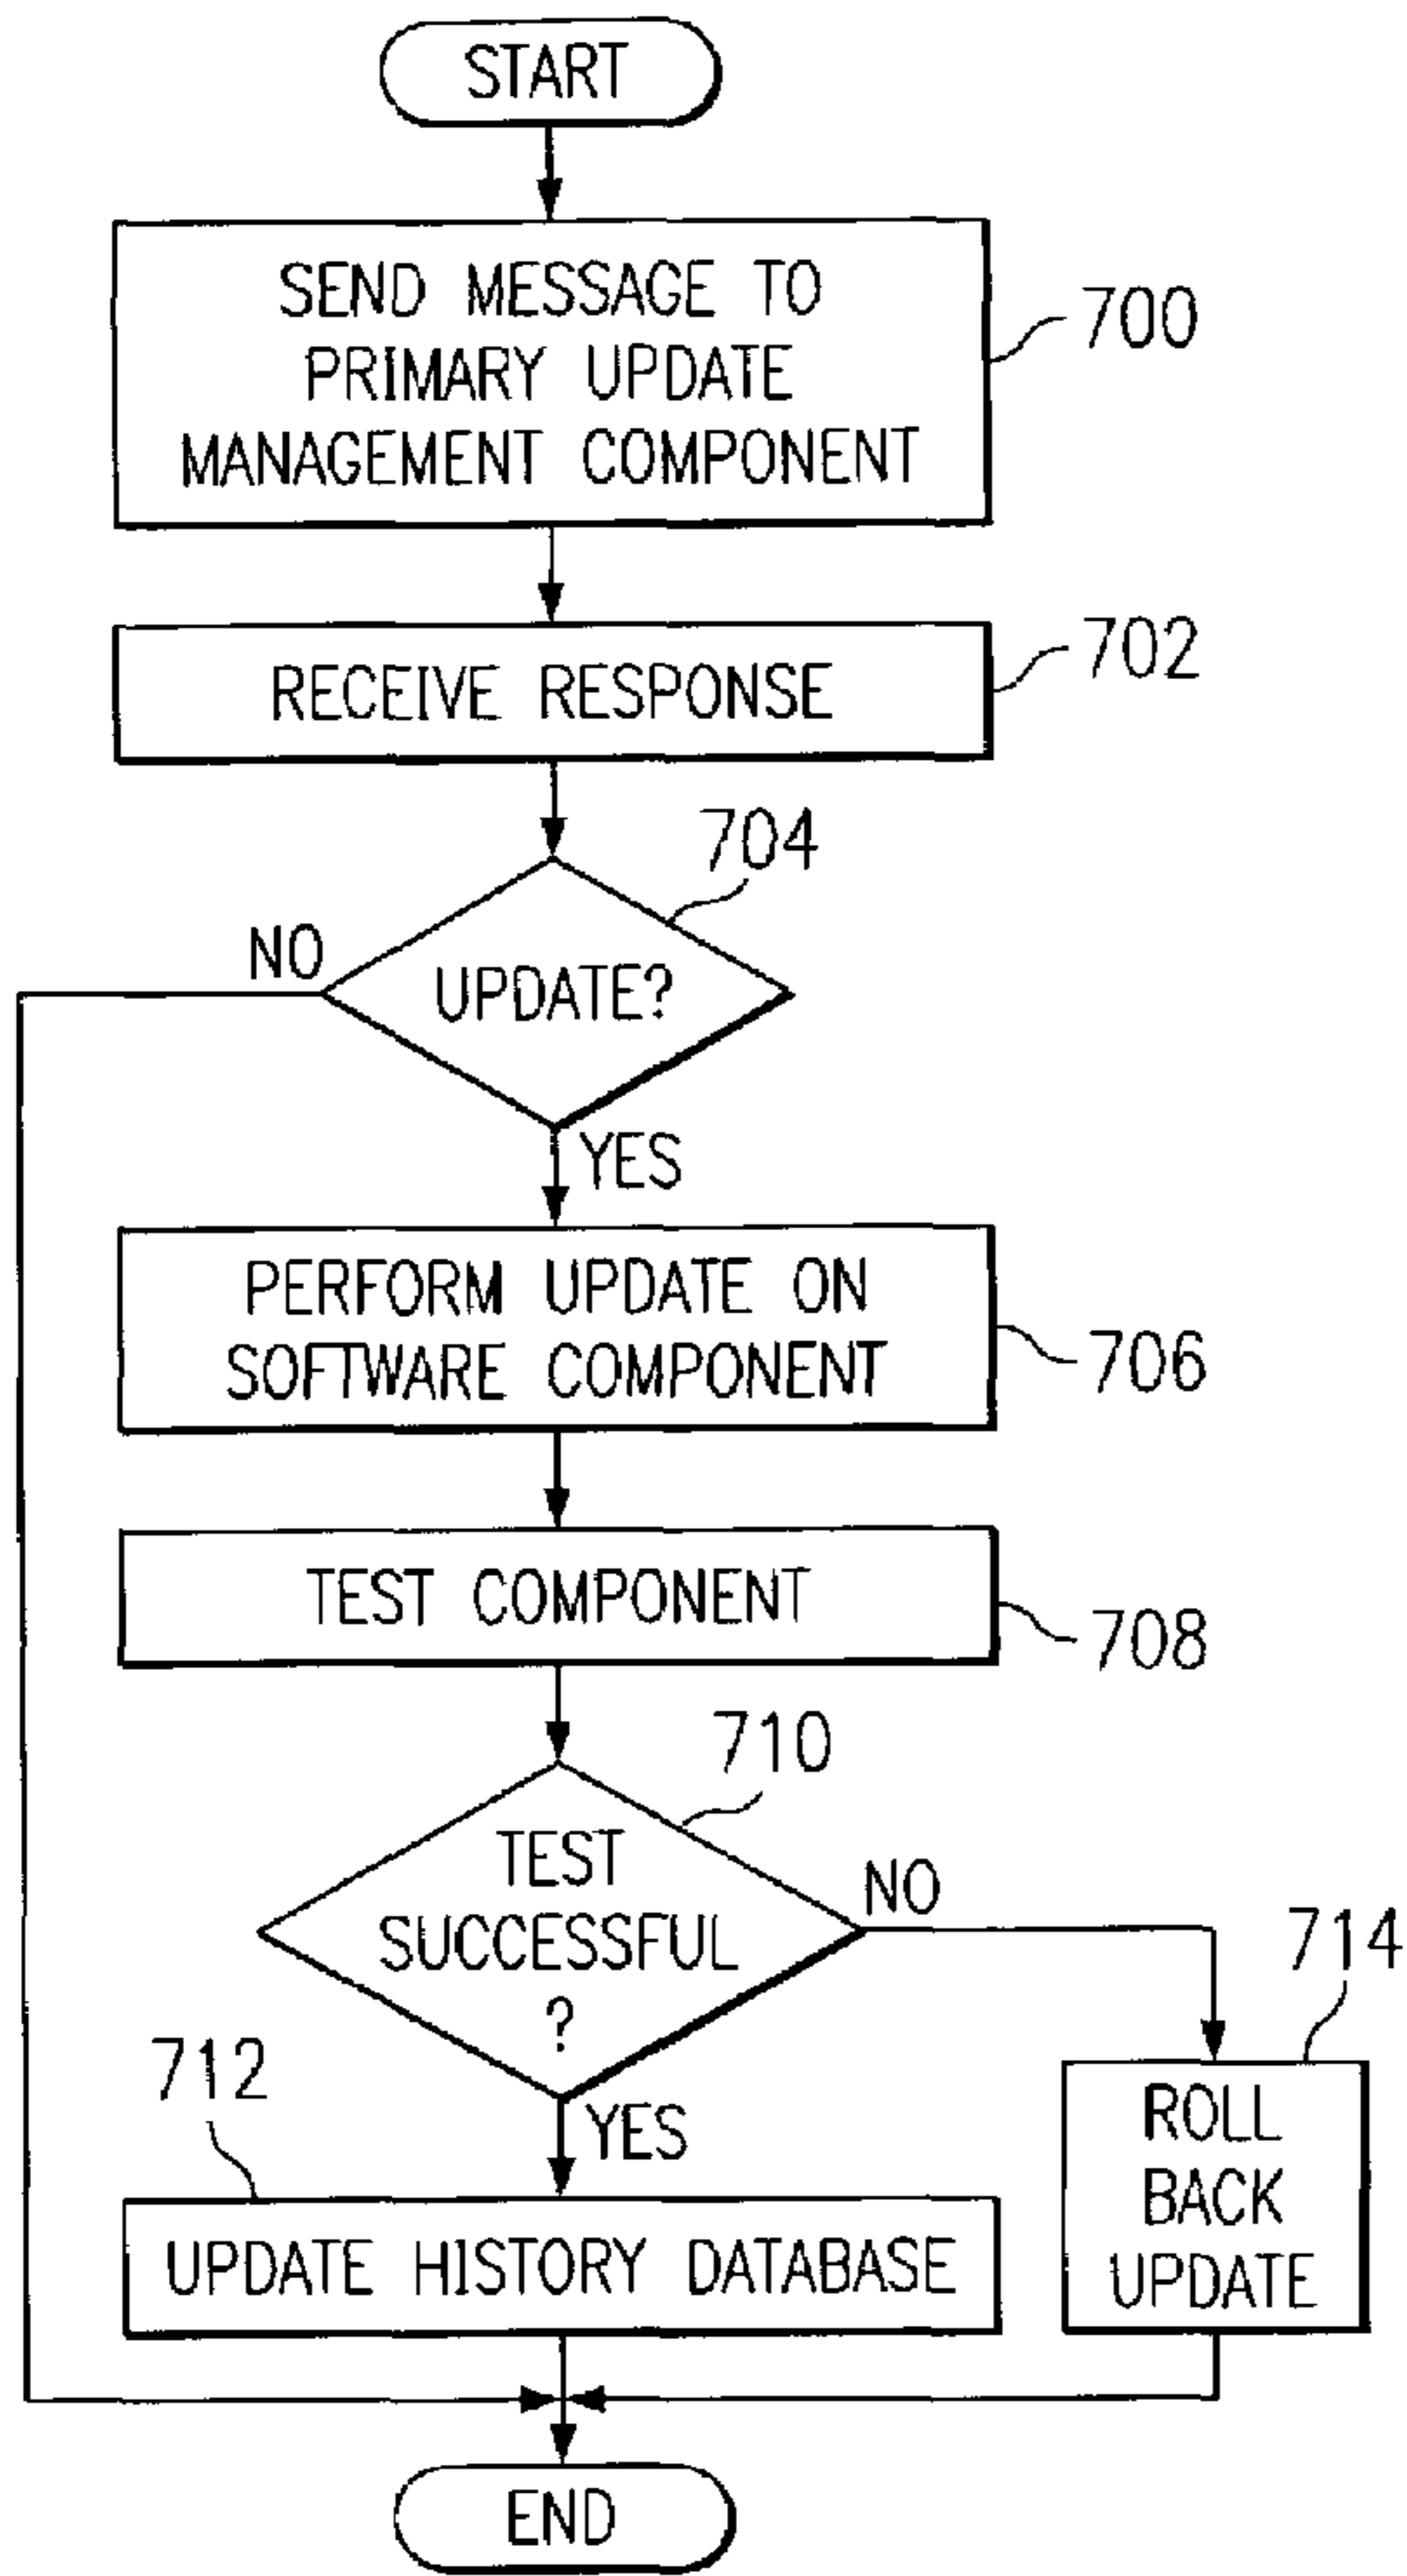 START
SEND MESSAGE TO
PRIMARY UPDATE
MANAGEMENT COMPONENT
700
RECEIVE RESPONSE
702
704
NO
UPDATE?
YES
PERFORM UPDATE ON
SOFTWARE COMPONENT
706
TEST COMPONENT
708
710
TEST
SUCCESSFUL
?
NO
714
712
YES
ROLL
BACK
UPDATE
UPDATE HISTORY DATABASE
END